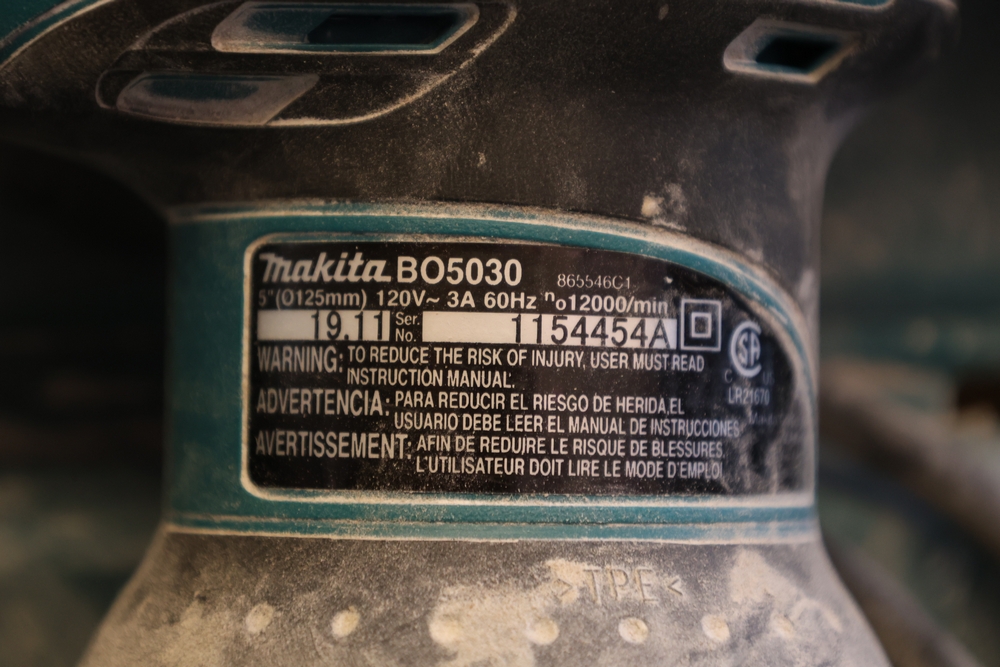 makita BO5030 865546C1
5"(O125mm) 120V~ 3A 60Hz no12000/min
19.11 Ser. No. 1154454A
WARNING: TO REDUCE THE RISK OF INJURY, USER MUST READ
INSTRUCTION MANUAL.
ADVERTENCIA: PARA REDUCIR EL RIESGO DE HERIDA,EL
USUARIO DEBE LEER EL MANUAL DE INSTRUCCIONES
AVERTISSEMENT: AFIN DE REDUIRE LE RISQUE DE BLESSURES,
L'UTILISATEUR DOIT LIRE LE MODE D'EMPLOI
SA
C US
LR21670
>TPE<